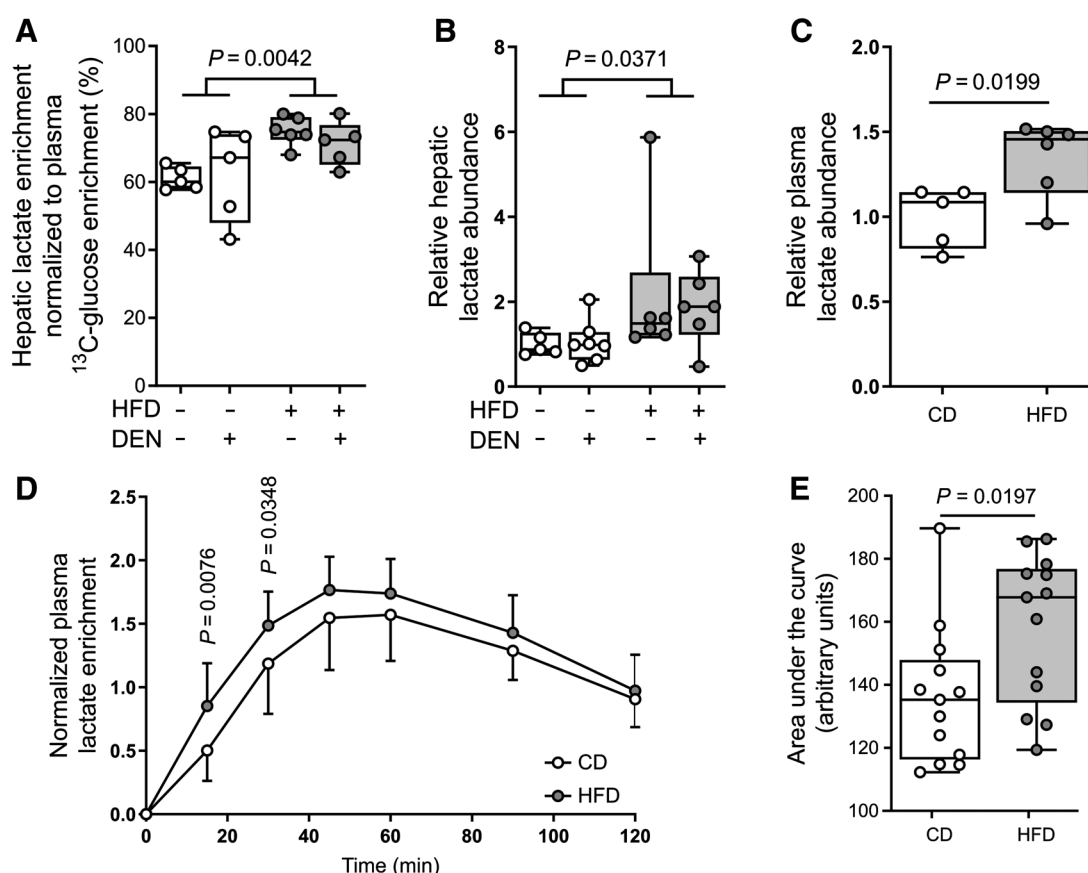 A
Hepatic lactate enrichment
normalized to plasma
13C-glucose enrichment (%)
100
80
60
40
20
0
P = 0.0042
HFD - - + +
DEN - + - +
B
Relative hepatic
lactate abundance
8
6
4
2
0
P = 0.0371
HFD - - + +
DEN - + - +
C
Relative plasma
lactate abundance
2.0
1.5
1.0
0.5
0.0
P = 0.0199
CD HFD
D
Normalized plasma
lactate enrichment
2.5
2.0
1.5
1.0
0.5
0.0
P = 0.0076
P = 0.0348
CD
HFD
0 20 40 60 80 100 120
Time (min)
E
Area under the curve
(arbitrary units)
200
180
160
140
120
100
P = 0.0197
CD HFD